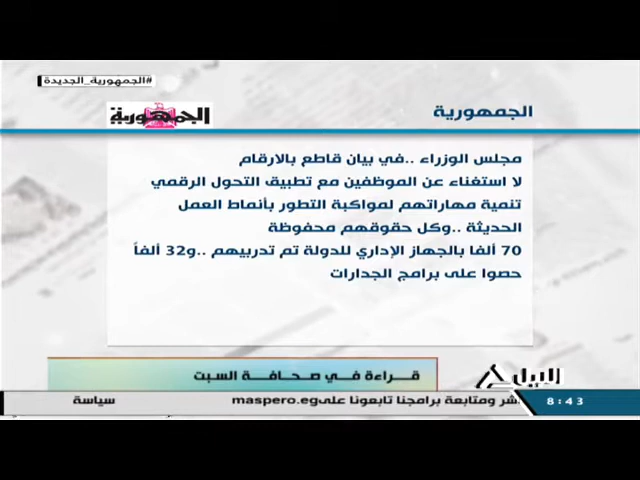 #الجمهورية_الجديدة
الجمهورية
الجمهورية
مجلس الوزراء ..في بيان قاطع بالارقام
لا استغناء عن الموظفين مع تطبيق التحول الرقمي
تنمية مهاراتهم لمواكبة التطور بأنماط العمل
الحديثة ..وكل حقوقهم محفوظة
70 ألفا بالجهاز الإداري للدولة تم تدربيهم ..و32 ألفاً
حصوا على برامج الجدارات
قراءة في صحافة السبت
النيل
شر ومتابعة برامجنا تابعونا على maspero.eg
سياسة
8:43